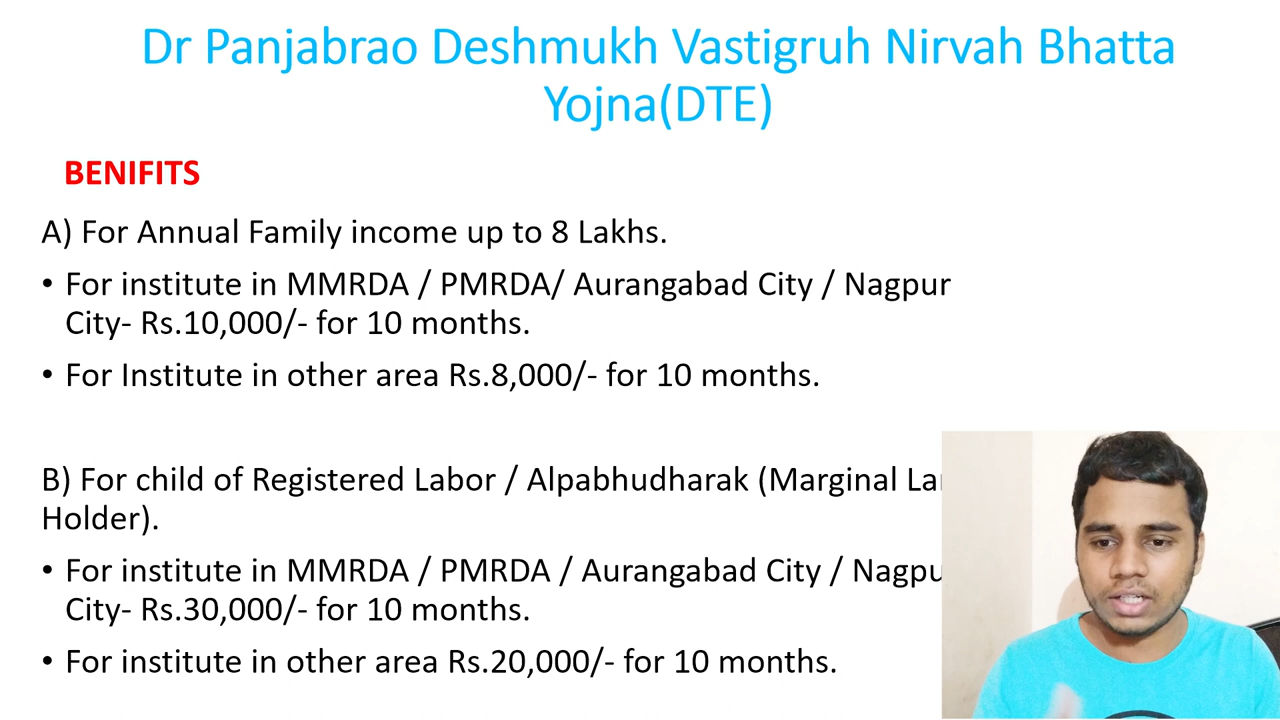 Dr Panjabrao Deshmukh Vastigruh Nirvah Bhatta
Yojna(DTE)
BENIFITS
A) For Annual Family income up to 8 Lakhs.
• For institute in MMRDA / PMRDA/ Aurangabad City / Nagpur
City- Rs.10,000/- for 10 months.
• For Institute in other area Rs.8,000/- for 10 months.
B) For child of Registered Labor / Alpabhudharak (Marginal
Holder).
• For institute in MMRDA / PMRDA / Aurangabad City /
City- Rs.30,000/- for 10 months.
• For institute in other area Rs.20,000/- for 10 months.